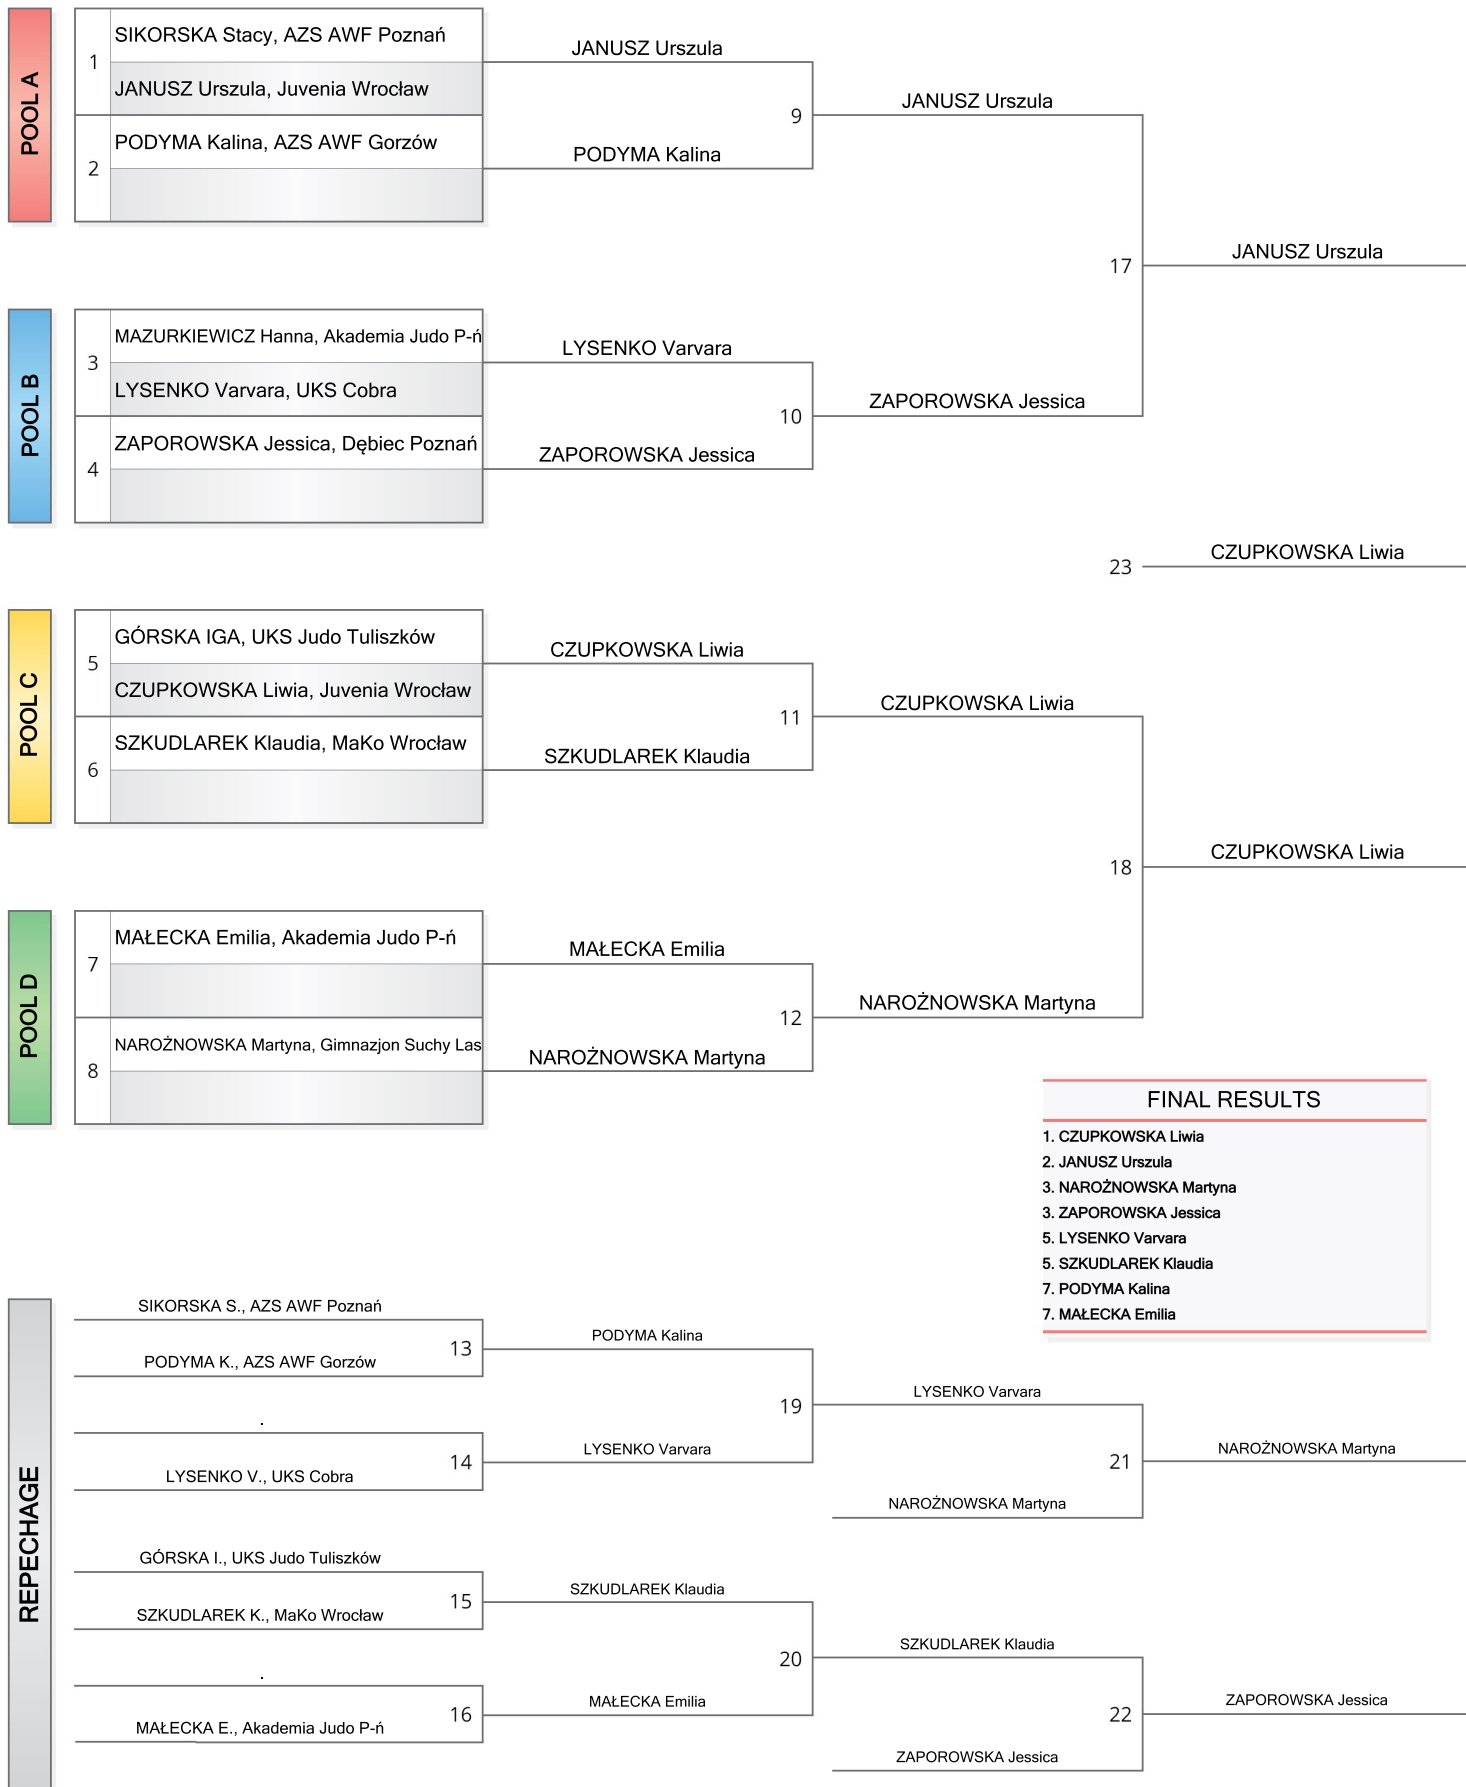 POOL A
1
SIKORSKA Stacy, AZS AWF Poznań
JANUSZ Urszula, Juvenia Wrocław
2
PODYMA Kalina, AZS AWF Gorzów
JANUSZ Urszula
PODYMA Kalina
9
JANUSZ Urszula
POOL B
3
MAZURKIEWICZ Hanna, Akademia Judo P-ń
LYSENKO Varvara, UKS Cobra
4
ZAPOROWSKA Jessica, Dębiec Poznań
LYSENKO Varvara
ZAPOROWSKA Jessica
10
ZAPOROWSKA Jessica
17
JANUSZ Urszula
23
CZUPKOWSKA Liwia
POOL C
5
GÓRSKA IGA, UKS Judo Tuliszków
CZUPKOWSKA Liwia, Juvenia Wrocław
6
SZKUDLAREK Klaudia, MaKo Wrocław
CZUPKOWSKA Liwia
SZKUDLAREK Klaudia
11
CZUPKOWSKA Liwia
POOL D
7
MAŁECKA Emilia, Akademia Judo P-ń
8
NAROŻNOWSKA Martyna, Gimnazjon Suchy Las
MAŁECKA Emilia
NAROŻNOWSKA Martyna
12
NAROŻNOWSKA Martyna
18
CZUPKOWSKA Liwia
FINAL RESULTS
1. CZUPKOWSKA Liwia
2. JANUSZ Urszula
3. NAROŻNOWSKA Martyna
3. ZAPOROWSKA Jessica
5. LYSENKO Varvara
5. SZKUDLAREK Klaudia
7. PODYMA Kalina
7. MAŁECKA Emilia
REPECHAGE
SIKORSKA S., AZS AWF Poznań
PODYMA K., AZS AWF Gorzów
13
PODYMA Kalina
.
LYSENKO V., UKS Cobra
14
LYSENKO Varvara
19
LYSENKO Varvara
NAROŻNOWSKA Martyna
21
NAROŻNOWSKA Martyna
GÓRSKA I., UKS Judo Tuliszków
SZKUDLAREK K., MaKo Wrocław
15
SZKUDLAREK Klaudia
.
MAŁECKA E., Akademia Judo P-ń
16
MAŁECKA Emilia
20
SZKUDLAREK Klaudia
ZAPOROWSKA Jessica
22
ZAPOROWSKA Jessica